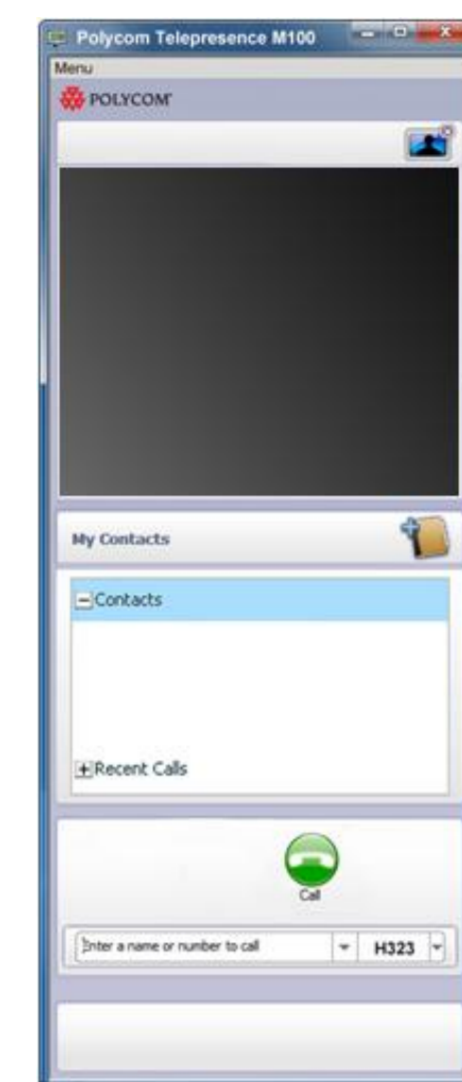 Polycom Telepresence M100
Menu
POLYCOM
My Contacts
Contacts
Recent Calls
Call
Enter a name or number to call
H323